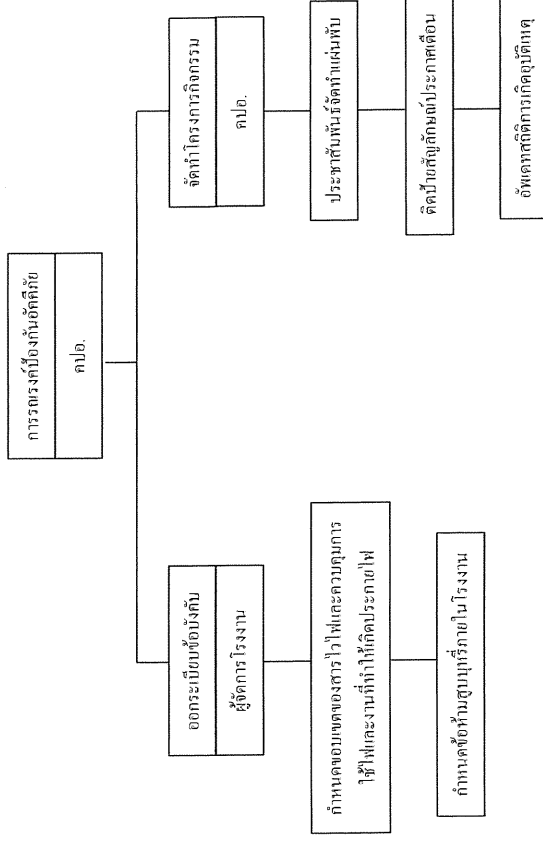 การรณรงค์ป้องกันอัคคีภัย
คปอ.
ออกระเบียบข้อบังคับ
ผู้จัดการโรงงาน
กำหนดขอบเขตของสารไวไฟและควบคุมการ
ใช้ไฟและงานที่ทำให้เกิดประกายไฟ
กำหนดข้อห้ามสูบบุหรี่ภายในโรงงาน
จัดทำโครงการกิจกรรม
คปอ.
ประชาสัมพันธ์จัดทำแผ่นพับ
ติดป้ายสัญลักษณ์ประกาศเตือน
อัพเดทสถิติการเกิดอุบัติเหตุ